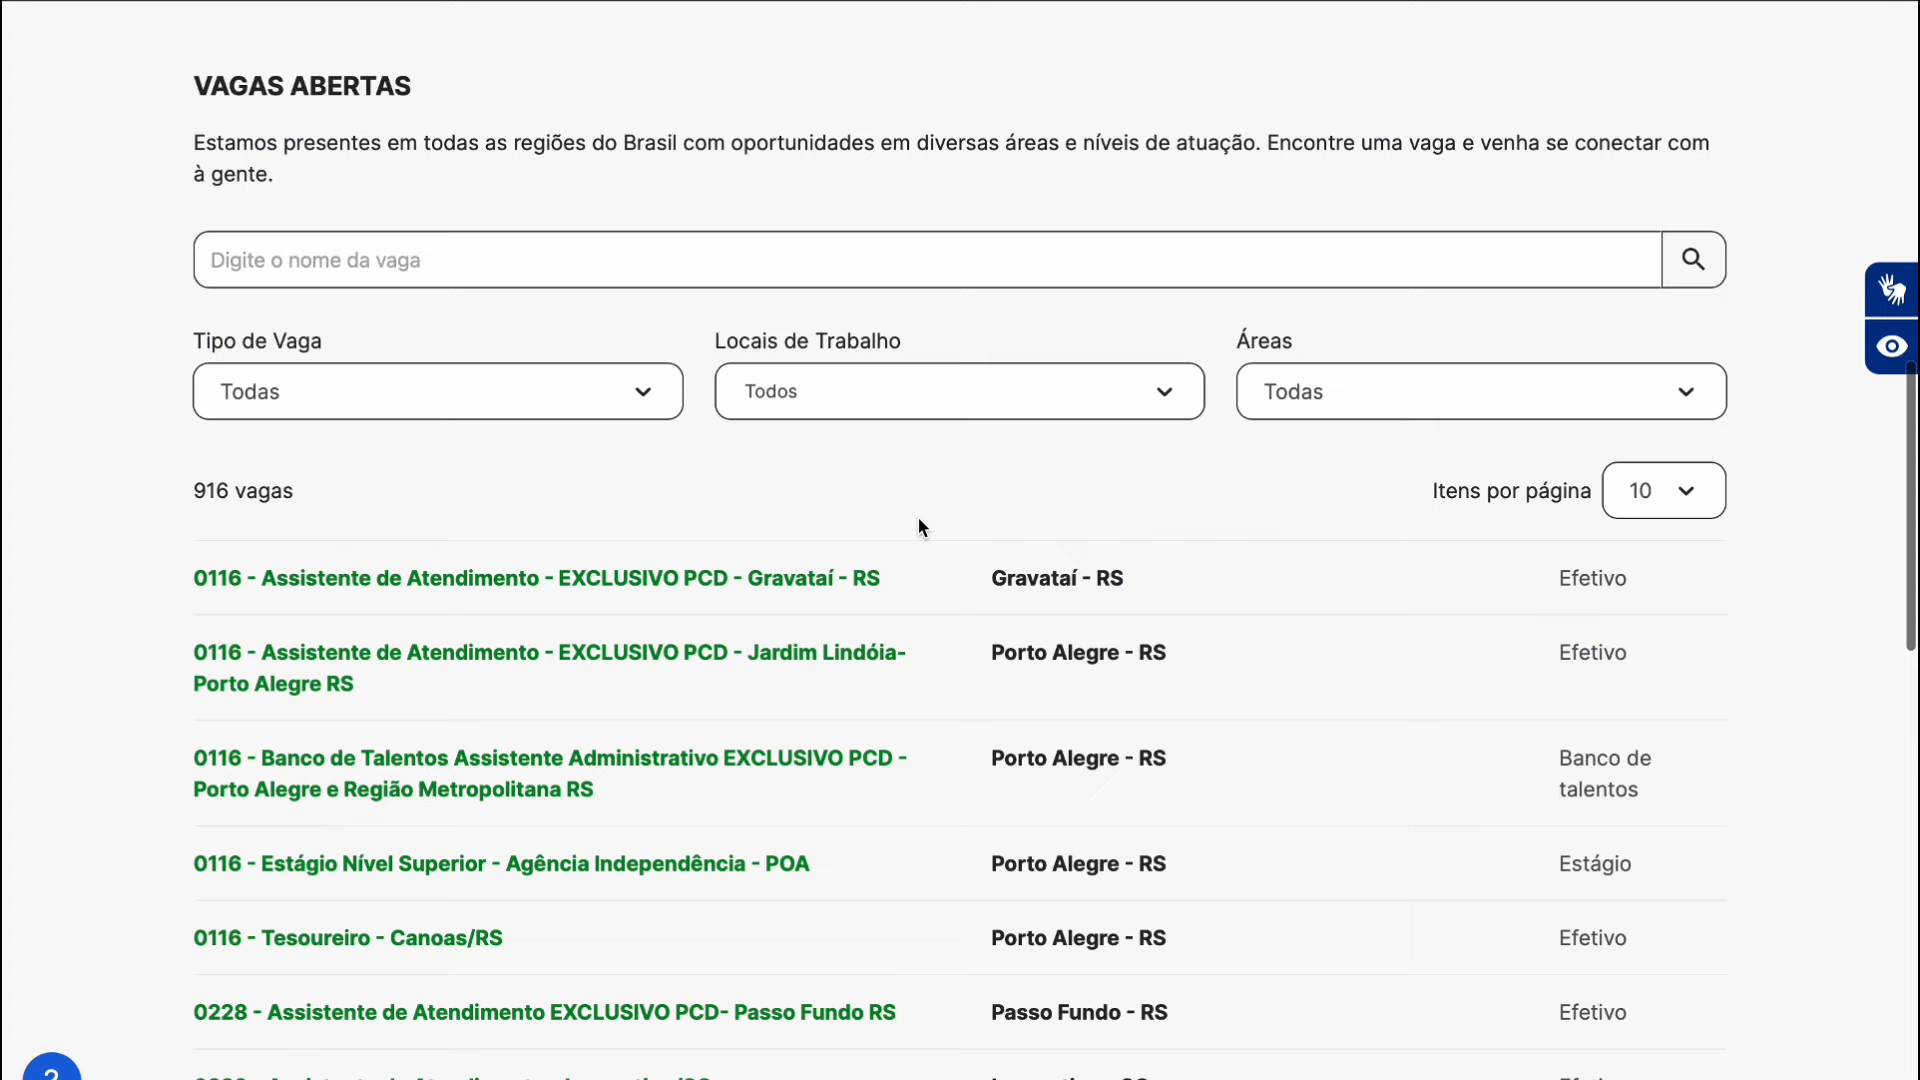 VAGAS ABERTAS
Estamos presentes em todas as regiões do Brasil com oportunidades em diversas áreas e níveis de atuação. Encontre uma vaga e venha se conectar com
à gente.
Digite o nome da vaga
Tipo de Vaga
Locais de Trabalho
Áreas
Todas
Todos
Todas
916 vagas
Itens por página
10
0116 - Assistente de Atendimento - EXCLUSIVO PCD - Gravataí - RS
Gravataí - RS
Efetivo
0116 - Assistente de Atendimento - EXCLUSIVO PCD - Jardim Lindóia-
Porto Alegre RS
Porto Alegre - RS
Efetivo
0116 - Banco de Talentos Assistente Administrativo EXCLUSIVO PCD -
Porto Alegre e Região Metropolitana RS
Porto Alegre - RS
Banco de
talentos
0116 - Estágio Nível Superior - Agência Independência - POA
Porto Alegre - RS
Estágio
0116 - Tesoureiro - Canoas/RS
Porto Alegre - RS
Efetivo
0228 - Assistente de Atendimento EXCLUSIVO PCD- Passo Fundo RS
Passo Fundo - RS
Efetivo